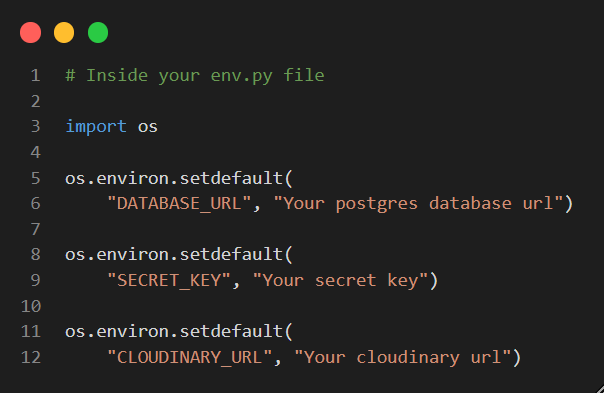 1 # Inside your env.py file
2
3 import os
4
5 os.environ.setdefault(
6     "DATABASE_URL", "Your postgres database url")
7
8 os.environ.setdefault(
9     "SECRET_KEY", "Your secret key")
10
11 os.environ.setdefault(
12     "CLOUDINARY_URL", "Your cloudinary url")